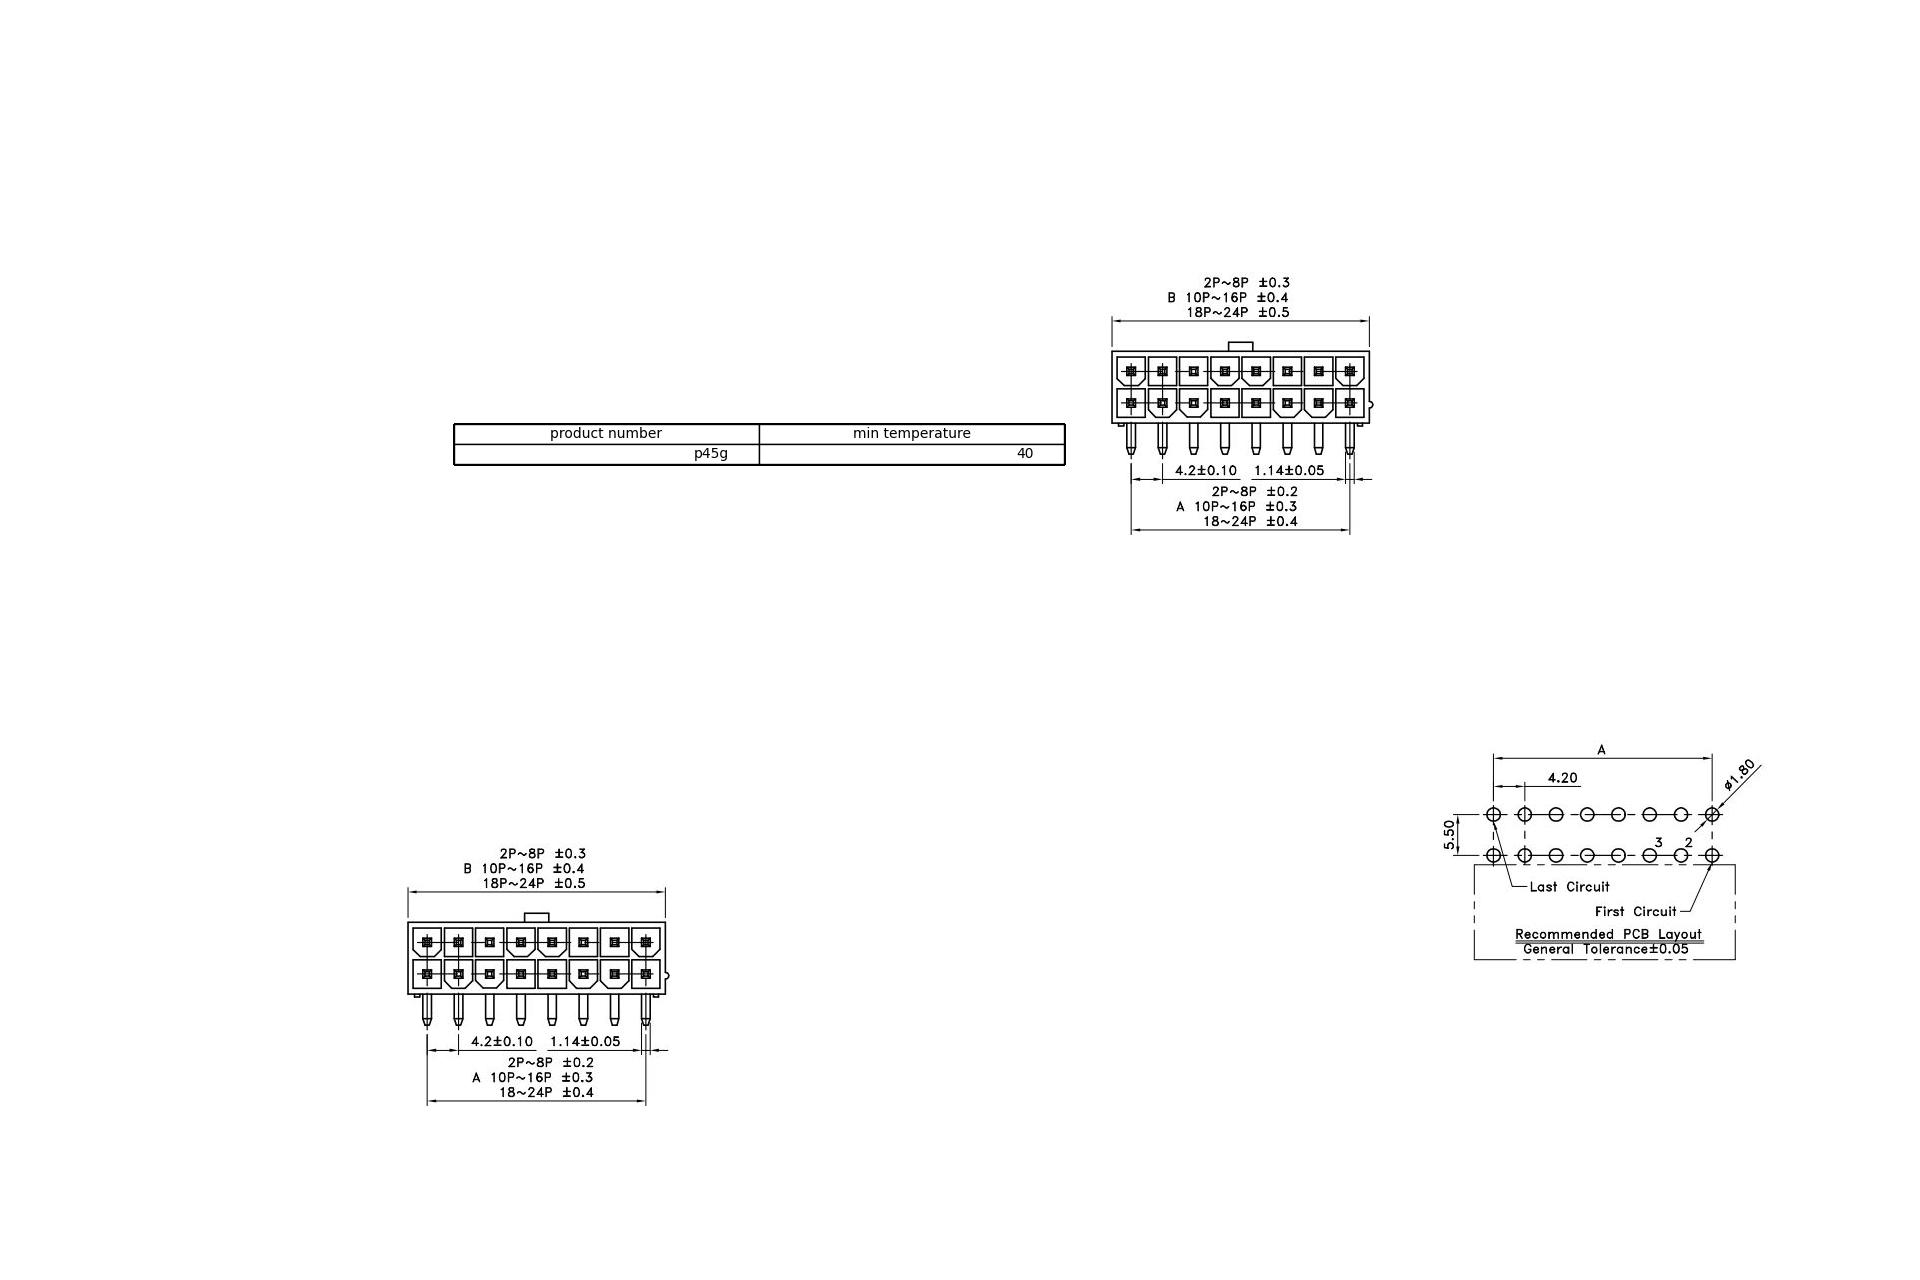 2P~8P ±0.3
B 10P~16P ±0.4
18P~24P ±0.5
product number min temperature
p45g 40
4.2±0.10 1.14±0.05
2P~8P ±0.2
A 10P~16P ±0.3
18~24P ±0.4
A
4.20
ø1.80
5.50
3 2
Last Circuit
First Circuit
Recommended PCB Layout
General Tolerance±0.05
2P~8P ±0.3
B 10P~16P ±0.4
18P~24P ±0.5
4.2±0.10 1.14±0.05
2P~8P ±0.2
A 10P~16P ±0.3
18~24P ±0.4